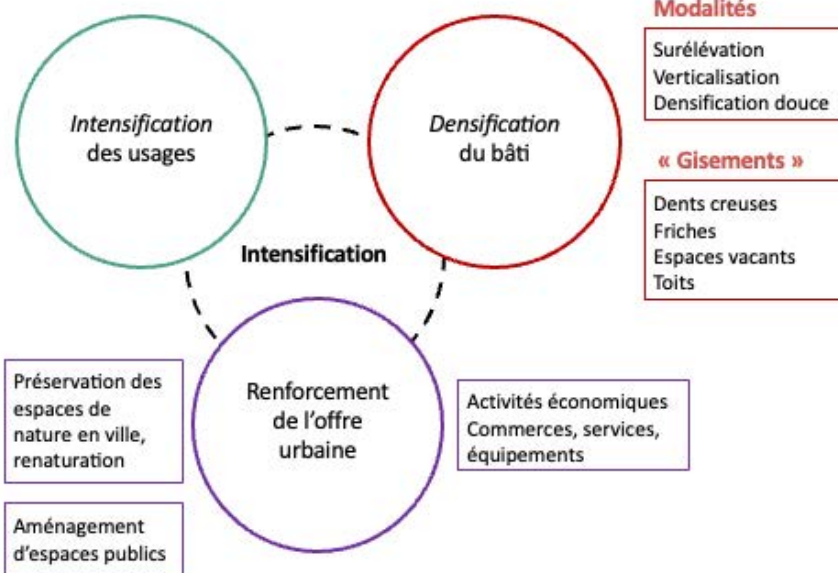 Intensification
des usages
Densification
du bâti
Modalités
Surélévation
Verticalisation
Densification douce
« Gisements »
Dents creuses
Friches
Espaces vacants
Toits
Intensification
Renforcement
de l'offre
urbaine
Préservation des
espaces de
nature en ville,
renaturation
Aménagement
d'espaces publics
Activités économiques
Commerces, services,
équipements